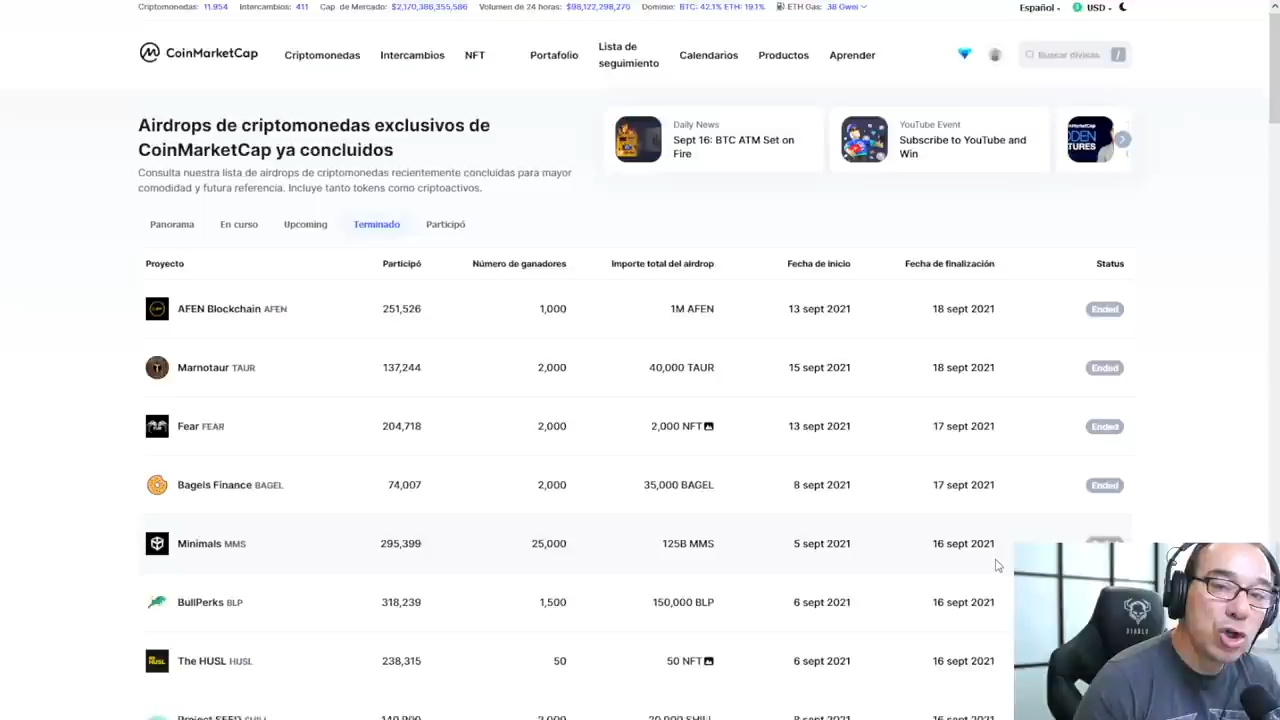 Criptomonedas: 11.954 Intercambios: 411 Cap. de Mercado: $2,170,386,355,586 Volumen de 24 horas: $98,122,298,270 Dominio: BTC: 42.1% ETH: 19.1% ETH Gas: 38 Gwei
Español USD
CoinMarketCap Criptomonedas Intercambios NFT Portafolio Lista de seguimiento Calendarios Productos Aprender Buscar divisas /
Airdrops de criptomonedas exclusivos de
CoinMarketCap ya concluidos
Consulta nuestra lista de airdrops de criptomonedas recientemente concluidas para mayor
comodidad y futura referencia. Incluye tanto tokens como criptoactivos.
Daily News
Sept 16: BTC ATM Set on
Fire
YouTube Event
Subscribe to YouTube and
Win
Panorama En curso Upcoming Terminado Participó
Proyecto Participó Número de ganadores Importe total del airdrop Fecha de inicio Fecha de finalización Status
AFEN Blockchain AFEN 251,526 1,000 1M AFEN 13 sept 2021 18 sept 2021 Ended
Marnotaur TAUR 137,244 2,000 40,000 TAUR 15 sept 2021 18 sept 2021 Ended
Fear FEAR 204,718 2,000 2,000 NFT 13 sept 2021 17 sept 2021 Ended
Bagels Finance BAGEL 74,007 2,000 35,000 BAGEL 8 sept 2021 17 sept 2021 Ended
Minimals MMS 295,399 25,000 125B MMS 5 sept 2021 16 sept 2021
BullPerks BLP 318,239 1,500 150,000 BLP 6 sept 2021 16 sept 2021
The HUSL HUSL 238,315 50 50 NFT 6 sept 2021 16 sept 2021
DIABLO